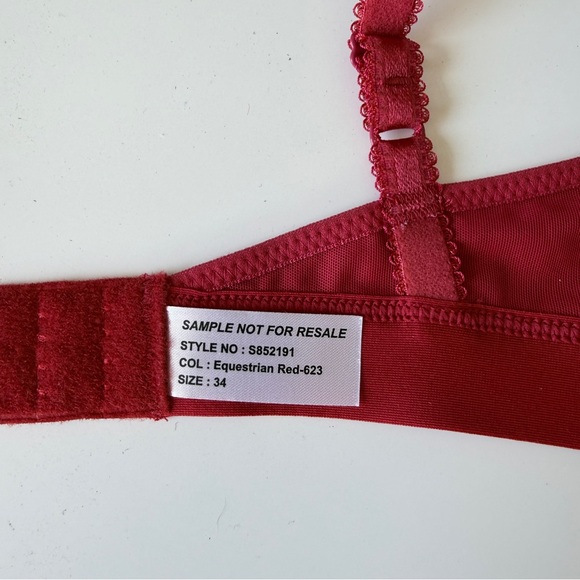 SAMPLE NOT FOR RESALE
STYLE NO : S852191
COL : Equestrian Red-623
SIZE : 34